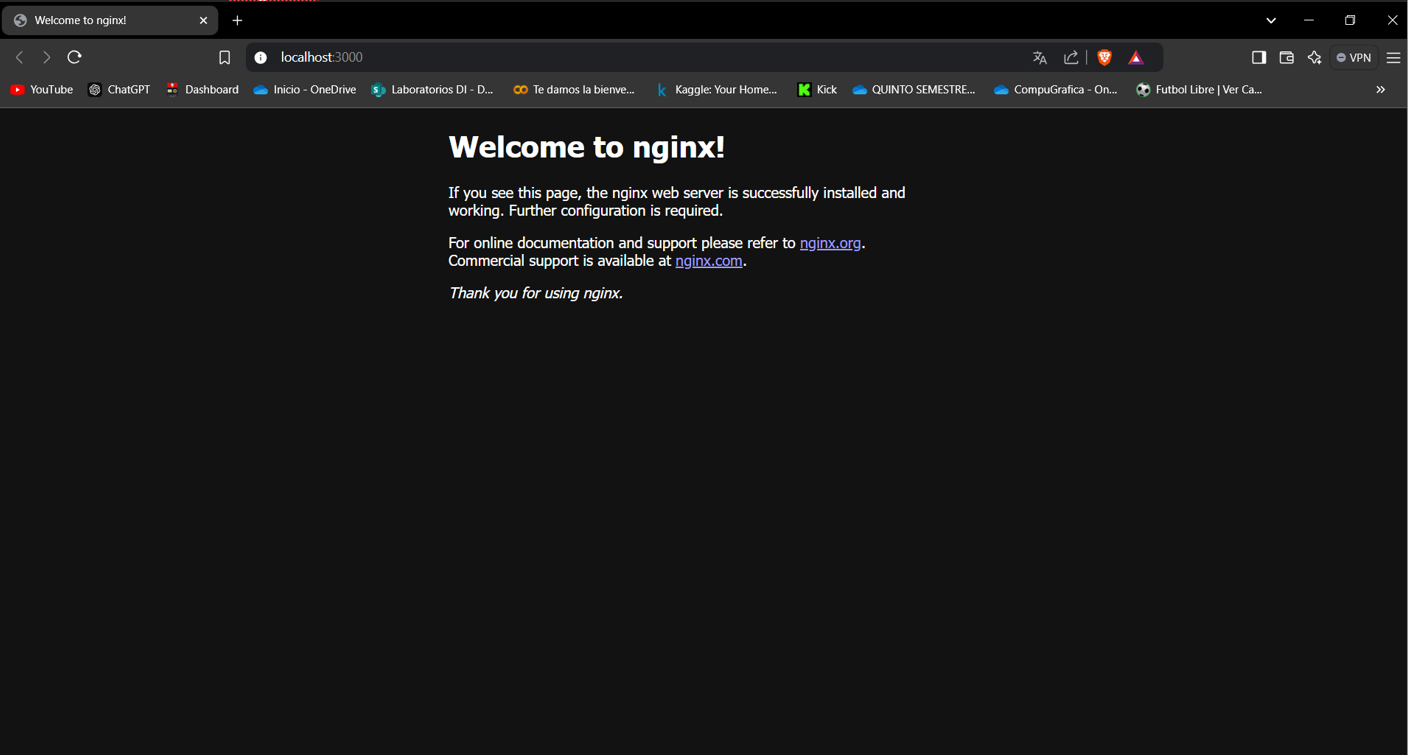 Welcome to nginx!
localhost:3000
VPN
YouTube
ChatGPT
Dashboard
Inicio - OneDrive
Laboratorios DI - D...
Te damos la bienve...
Kaggle: Your Home...
Kick
QUINTO SEMESTRE...
CompuGrafica - On...
Futbol Libre | Ver Ca...
Welcome to nginx!
If you see this page, the nginx web server is successfully installed and
working. Further configuration is required.
For online documentation and support please refer to nginx.org.
Commercial support is available at nginx.com.
Thank you for using nginx.